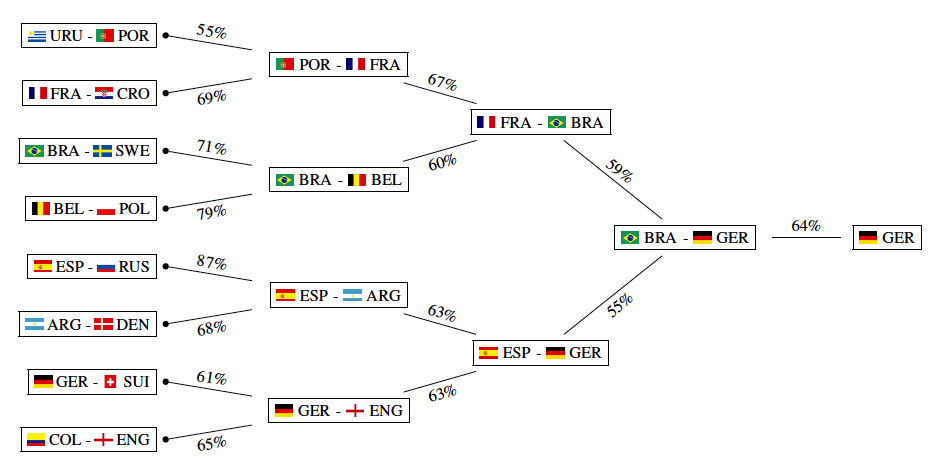 URU - POR
55%
FRA - CRO
69%
BRA - SWE
71%
BEL - POL
79%
ESP - RUS
87%
ARG - DEN
68%
GER - SUI
61%
COL - ENG
65%
POR - FRA
67%
BRA - BEL
60%
ESP - ARG
63%
GER - ENG
63%
FRA - BRA
59%
ESP - GER
55%
BRA - GER
64%
GER